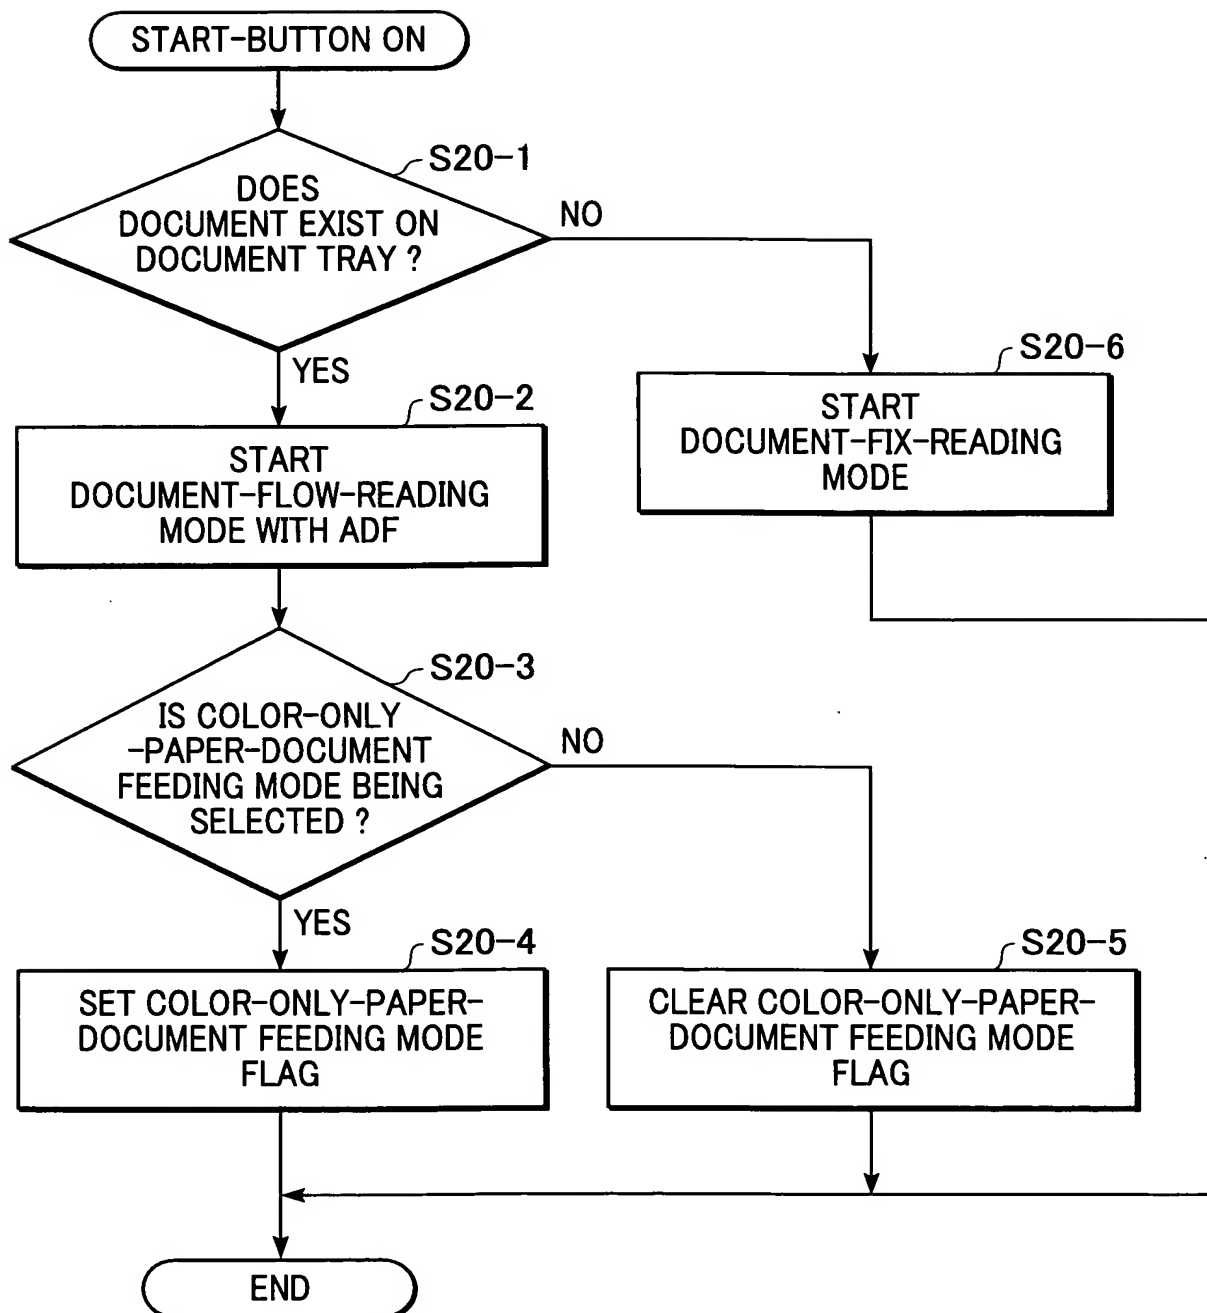 START-BUTTON ON
S20-1
DOES
DOCUMENT EXIST ON
DOCUMENT TRAY ?
NO
YES
S20-6
START
DOCUMENT-FIX-READING
MODE
S20-2
START
DOCUMENT-FLOW-READING
MODE WITH ADF
S20-3
IS COLOR-ONLY
-PAPER-DOCUMENT
FEEDING MODE BEING
SELECTED ?
NO
YES
S20-4
SET COLOR-ONLY-PAPER-
DOCUMENT FEEDING MODE
FLAG
S20-5
CLEAR COLOR-ONLY-PAPER-
DOCUMENT FEEDING MODE
FLAG
END